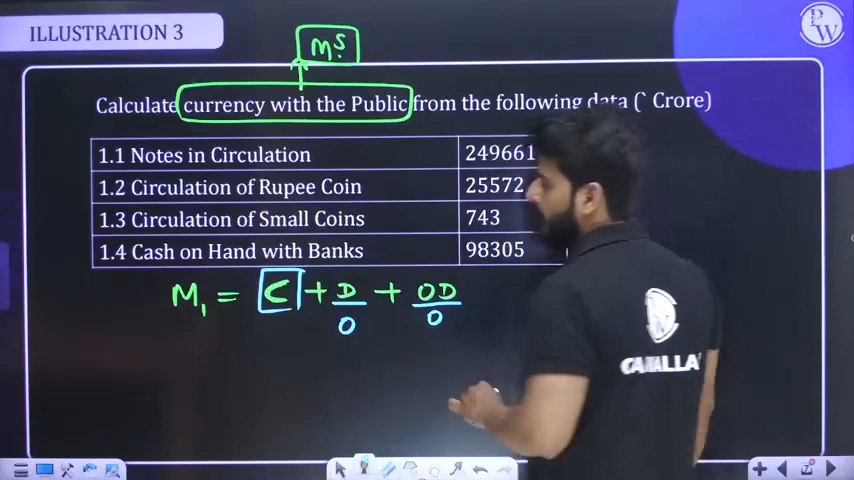 ILLUSTRATION 3
PW
Mˢ
Calculate currency with the Public from the following data (` Crore)
1.1 Notes in Circulation 249661
1.2 Circulation of Rupee Coin 25572
1.3 Circulation of Small Coins 743
1.4 Cash on Hand with Banks 98305
M₁ = C + D + OD
0 0